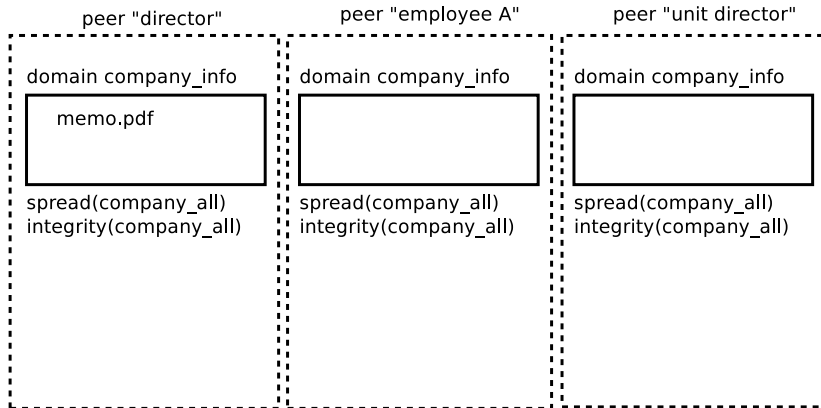 peer "director"
domain company_info
memo.pdf
spread(company_all)
integrity(company_all)
peer "employee A"
domain company_info
spread(company_all)
integrity(company_all)
peer "unit director"
domain company_info
spread(company_all)
integrity(company_all)